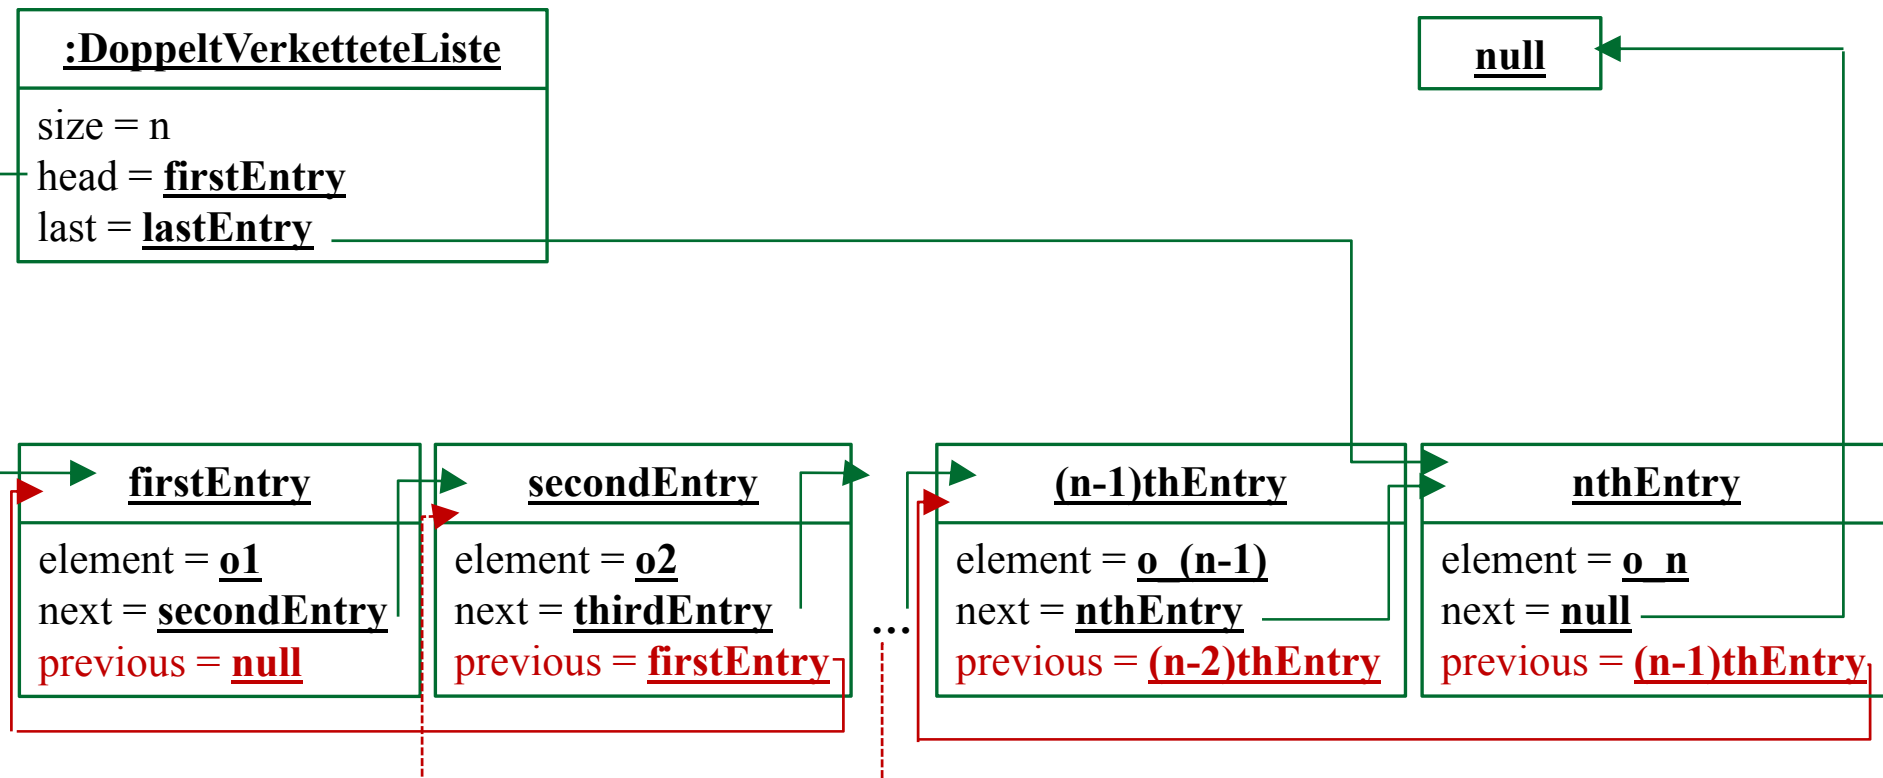 :DoppeltVerketteteListe
size = n
head = firstEntry
last = lastEntry
null
firstEntry
element = o1
next = secondEntry
previous = null
secondEntry
element = o2
next = thirdEntry
previous = firstEntry
...
(n-1)thEntry
element = o_(n-1)
next = nthEntry
previous = (n-2)thEntry
nthEntry
element = o_n
next = null
previous = (n-1)thEntry